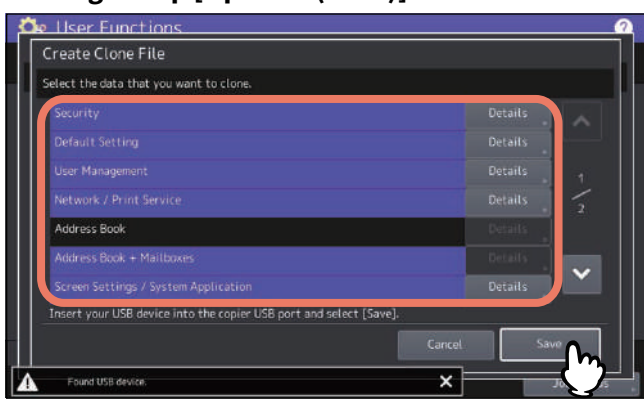 User Functions ?
Create Clone File
Select the data that you want to clone.
Security Details
Default Setting Details
User Management Details
Network / Print Service Details
Address Book Details
Address Book + Mailboxes Details
Screen Settings / System Application Details
1/2
Insert your USB device into the copier USB port and select [Save].
Cancel Save
Found USB device.